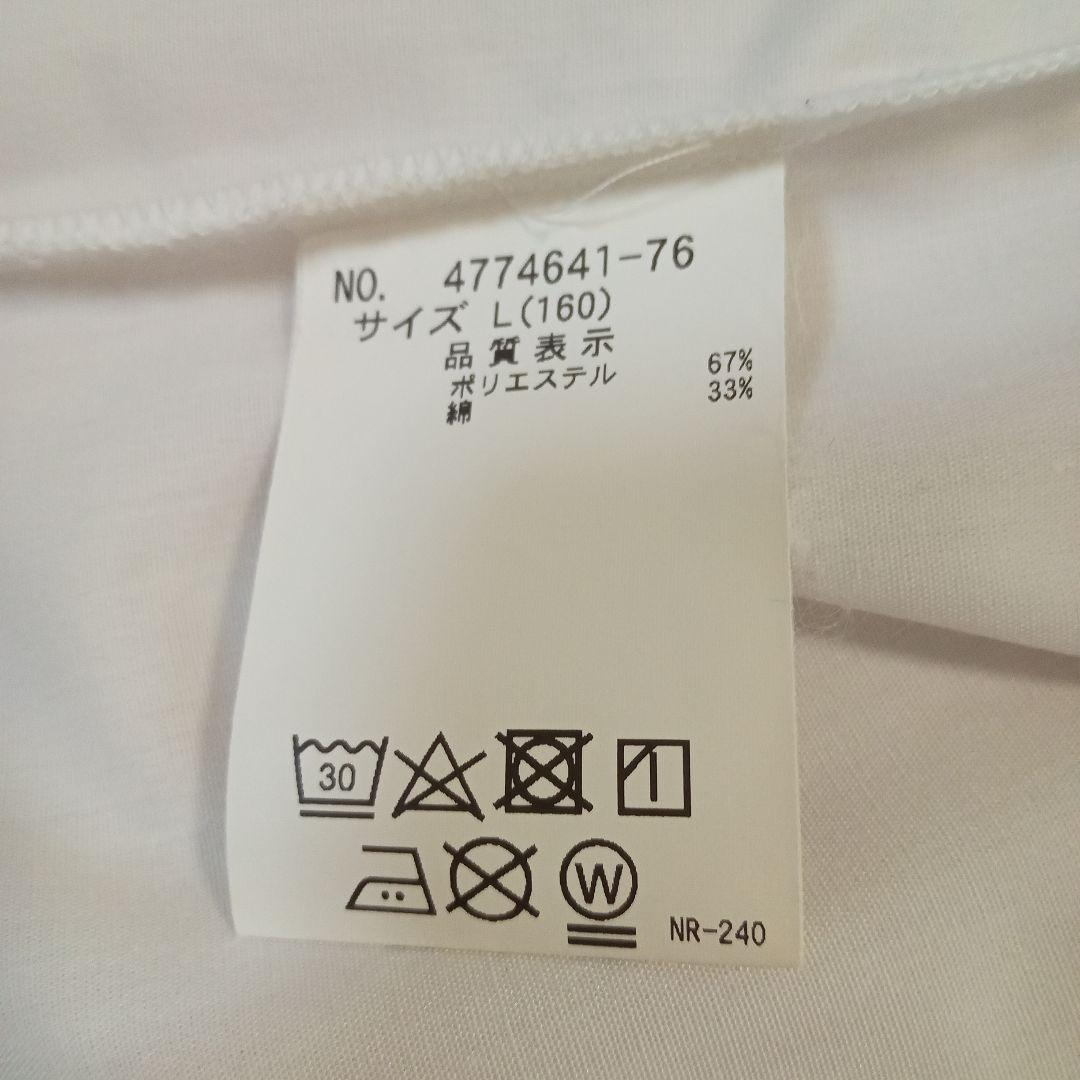 NO. 4774641-76
サイズ L(160)
品質表示
ポリエステル 67%
綿 33%
30
W
NR-240